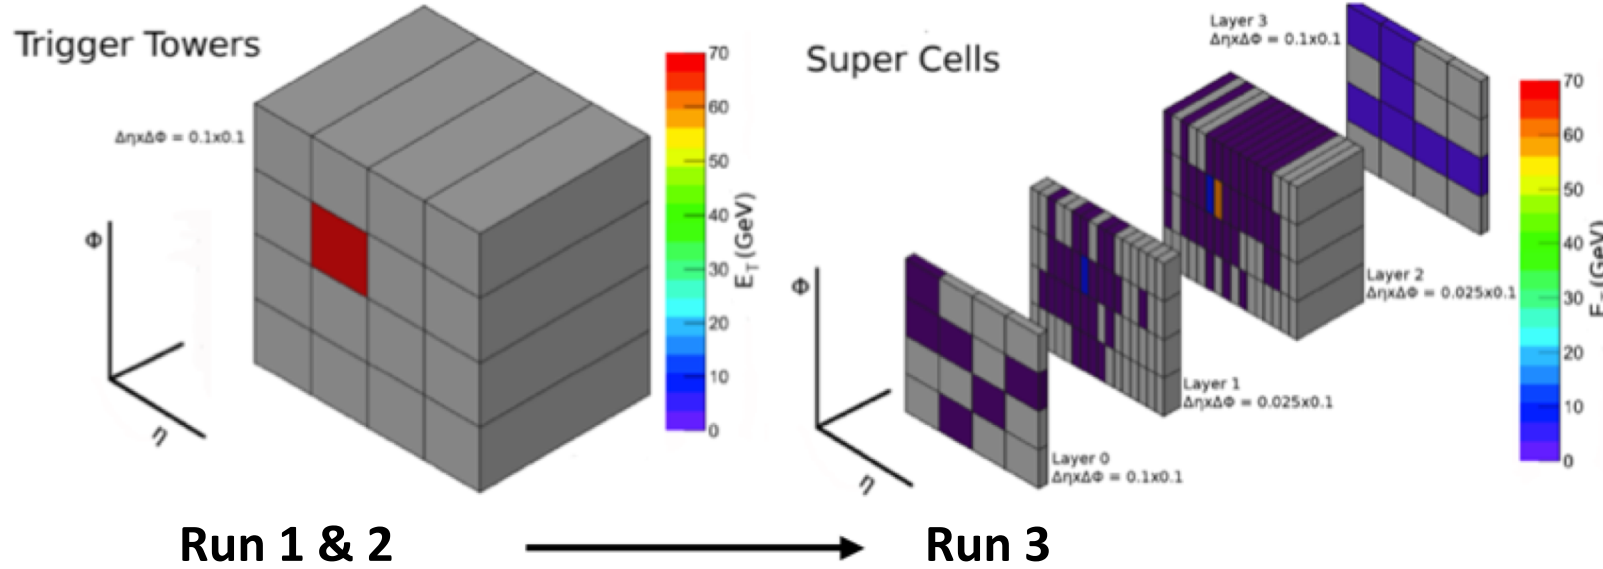 Trigger Towers
ΔηxΔΦ = 0.1x0.1
Φ
η
70
60
50
40
30
20
10
0
E_T (GeV)
Super Cells
Φ
η
Layer 0
ΔηxΔΦ = 0.1x0.1
Layer 1
ΔηxΔΦ = 0.025x0.1
Layer 2
ΔηxΔΦ = 0.025x0.1
Layer 3
ΔηxΔΦ = 0.1x0.1
70
60
50
40
30
20
10
0
(GeV)
Run 1 & 2
Run 3